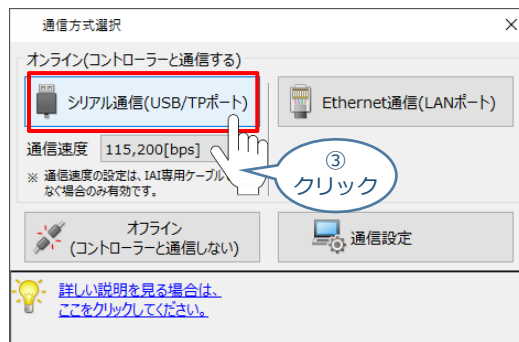 通信方式選択
オンライン(コントローラーと通信する)
シリアル通信(USB/TPポート)
Ethernet通信(LANポート)
通信速度 115,200[bps]
※ 通信速度の設定は、IAI専用ケーブル
なぐ場合のみ有効です。
③
クリック
オフライン
(コントローラーと通信しない)
通信設定
詳しい説明を見る場合は、
ここをクリックしてください。